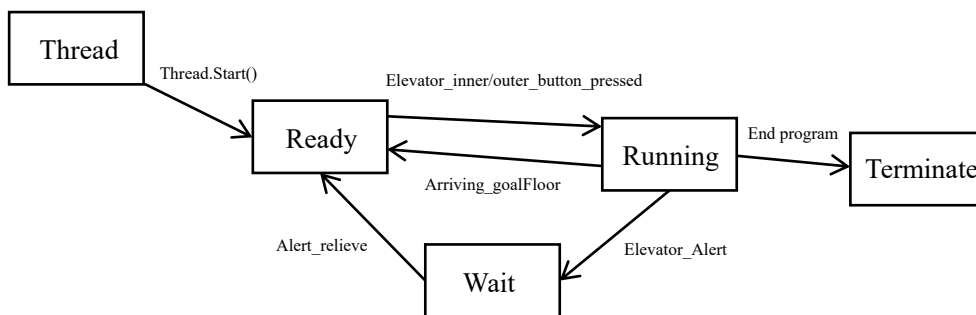 Thread
Thread.Start()
Elevator_inner/outer_button_pressed
Ready
Running
End program
Terminate
Arriving_goalFloor
Alert_relieve
Elevator_Alert
Wait